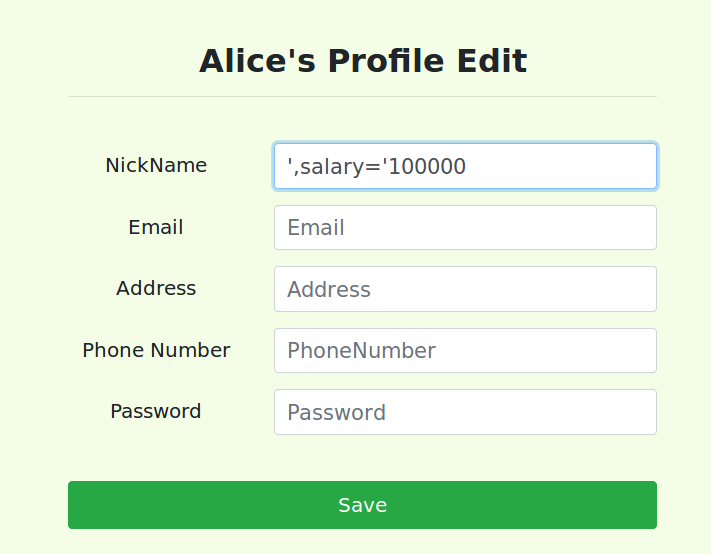 Alice's Profile Edit
NickName ',salary='100000
Email Email
Address Address
Phone Number PhoneNumber
Password Password
Save